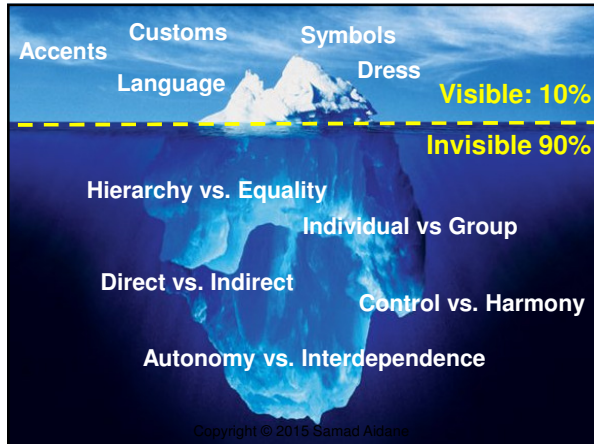 Customs
Symbols
Accents
Language
Dress
Visible: 10%
Invisible 90%
Hierarchy vs. Equality
Individual vs Group
Direct vs. Indirect
Control vs. Harmony
Autonomy vs. Interdependence
Copyright © 2015 Samad Aidane